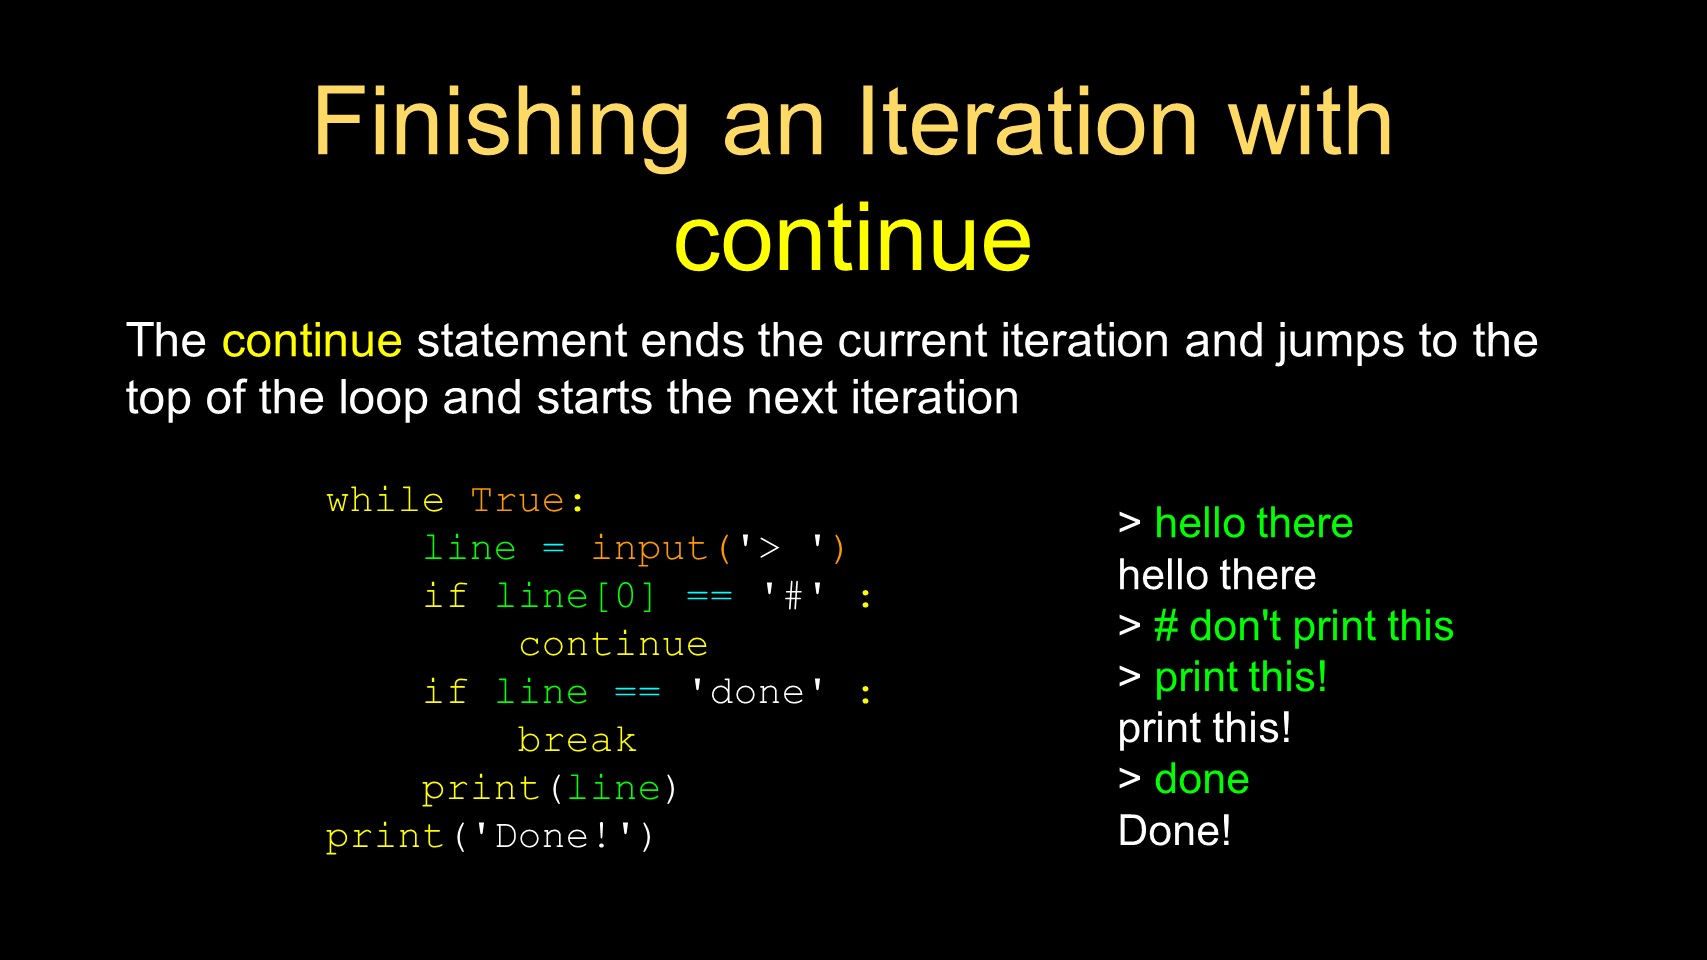 Finishing an Iteration with
continue
The continue statement ends the current iteration and jumps to the
top of the loop and starts the next iteration
while True:
    line = input('> ')
    if line[0] == '#' :
        continue
    if line == 'done' :
        break
    print(line)
print('Done!')
> hello there
hello there
> # don't print this
> print this!
print this!
> done
Done!